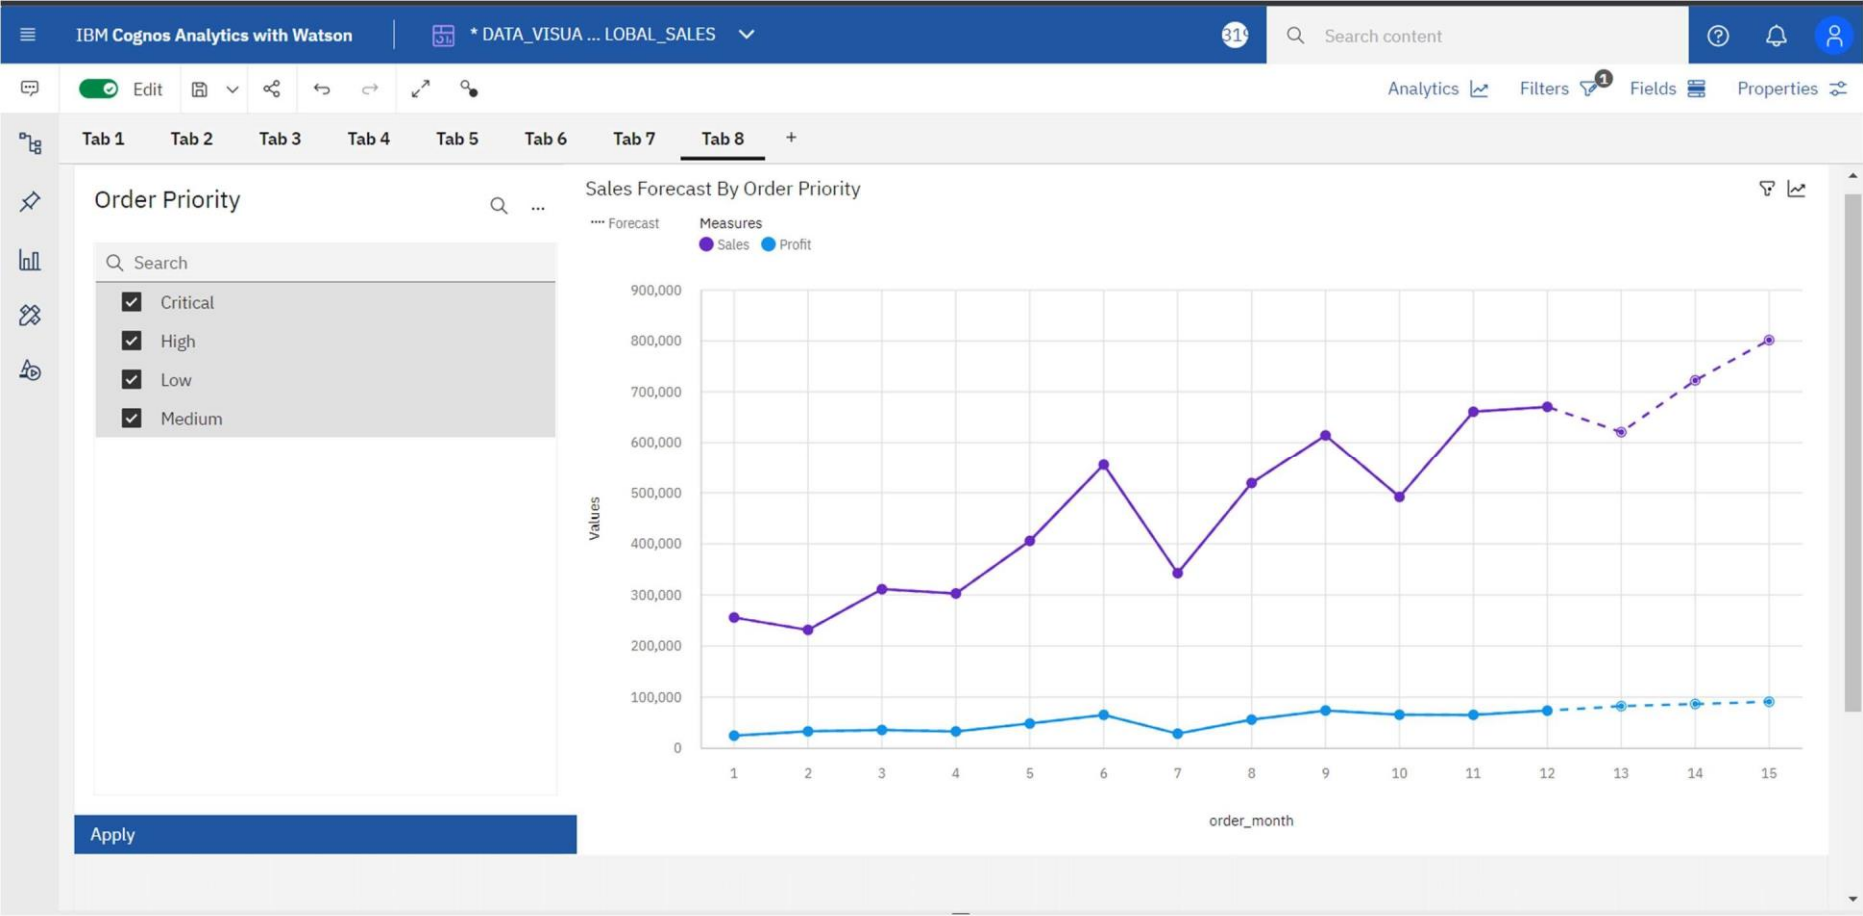 IBM Cognos Analytics with Watson
* DATA_VISUA ... LOBAL_SALES
Search content
Edit
Analytics
Filters
1
Fields
Properties
Tab 1
Tab 2
Tab 3
Tab 4
Tab 5
Tab 6
Tab 7
Tab 8
+
Order Priority
...
Search
Critical
High
Low
Medium
Apply
Sales Forecast By Order Priority
Forecast
Measures
Sales
Profit
900,000
800,000
700,000
600,000
500,000
400,000
300,000
200,000
100,000
0
Values
1 2 3 4 5 6 7 8 9 10 11 12 13 14 15
order_month